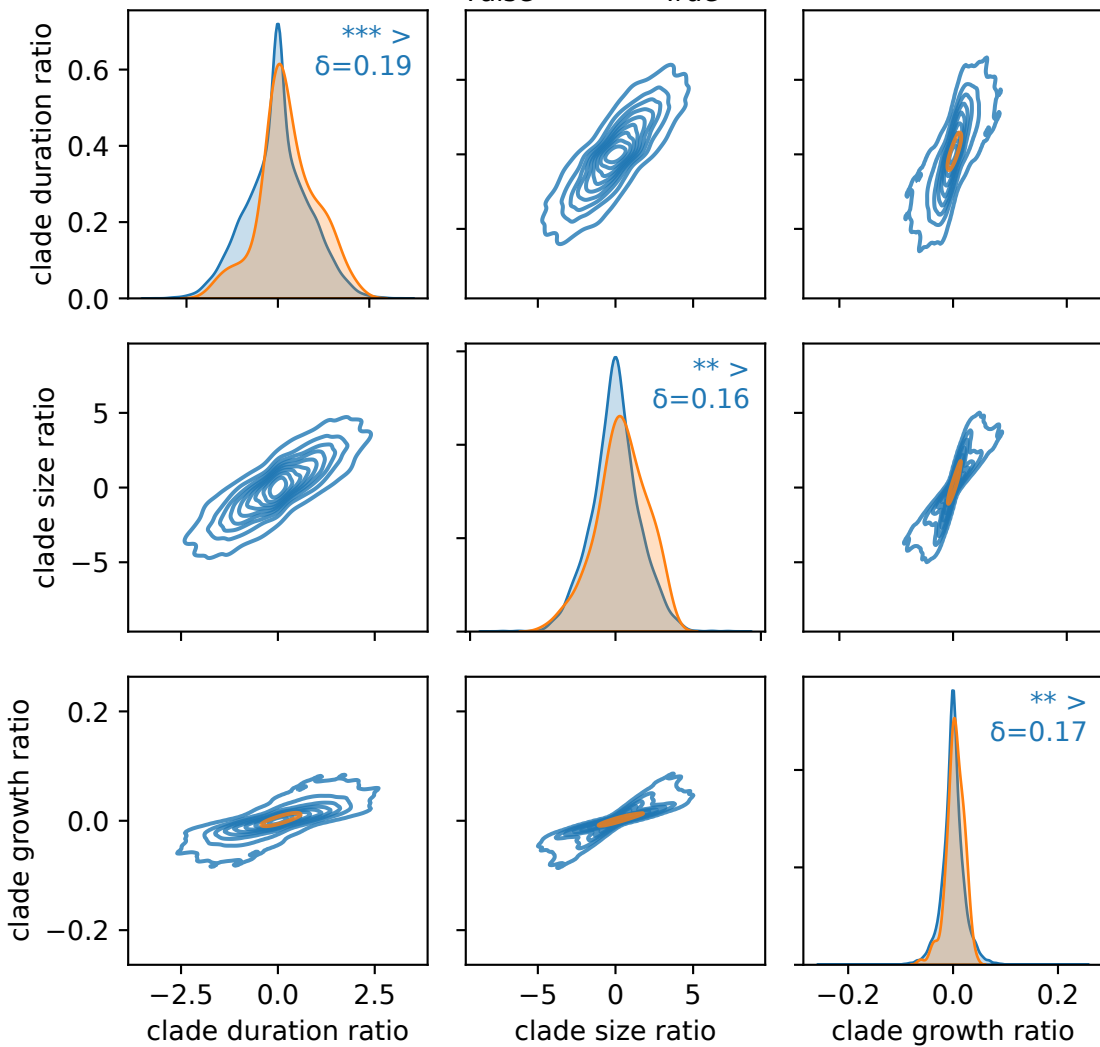 *** >
δ=0.19
clade duration ratio
0.6
0.4
0.2
0.0
** >
δ=0.16
clade size ratio
5
0
−5
** >
δ=0.17
clade growth ratio
0.2
0.0
−0.2
−2.5 0.0 2.5
−5 0 5
−0.2 0.0 0.2
clade duration ratio
clade size ratio
clade growth ratio